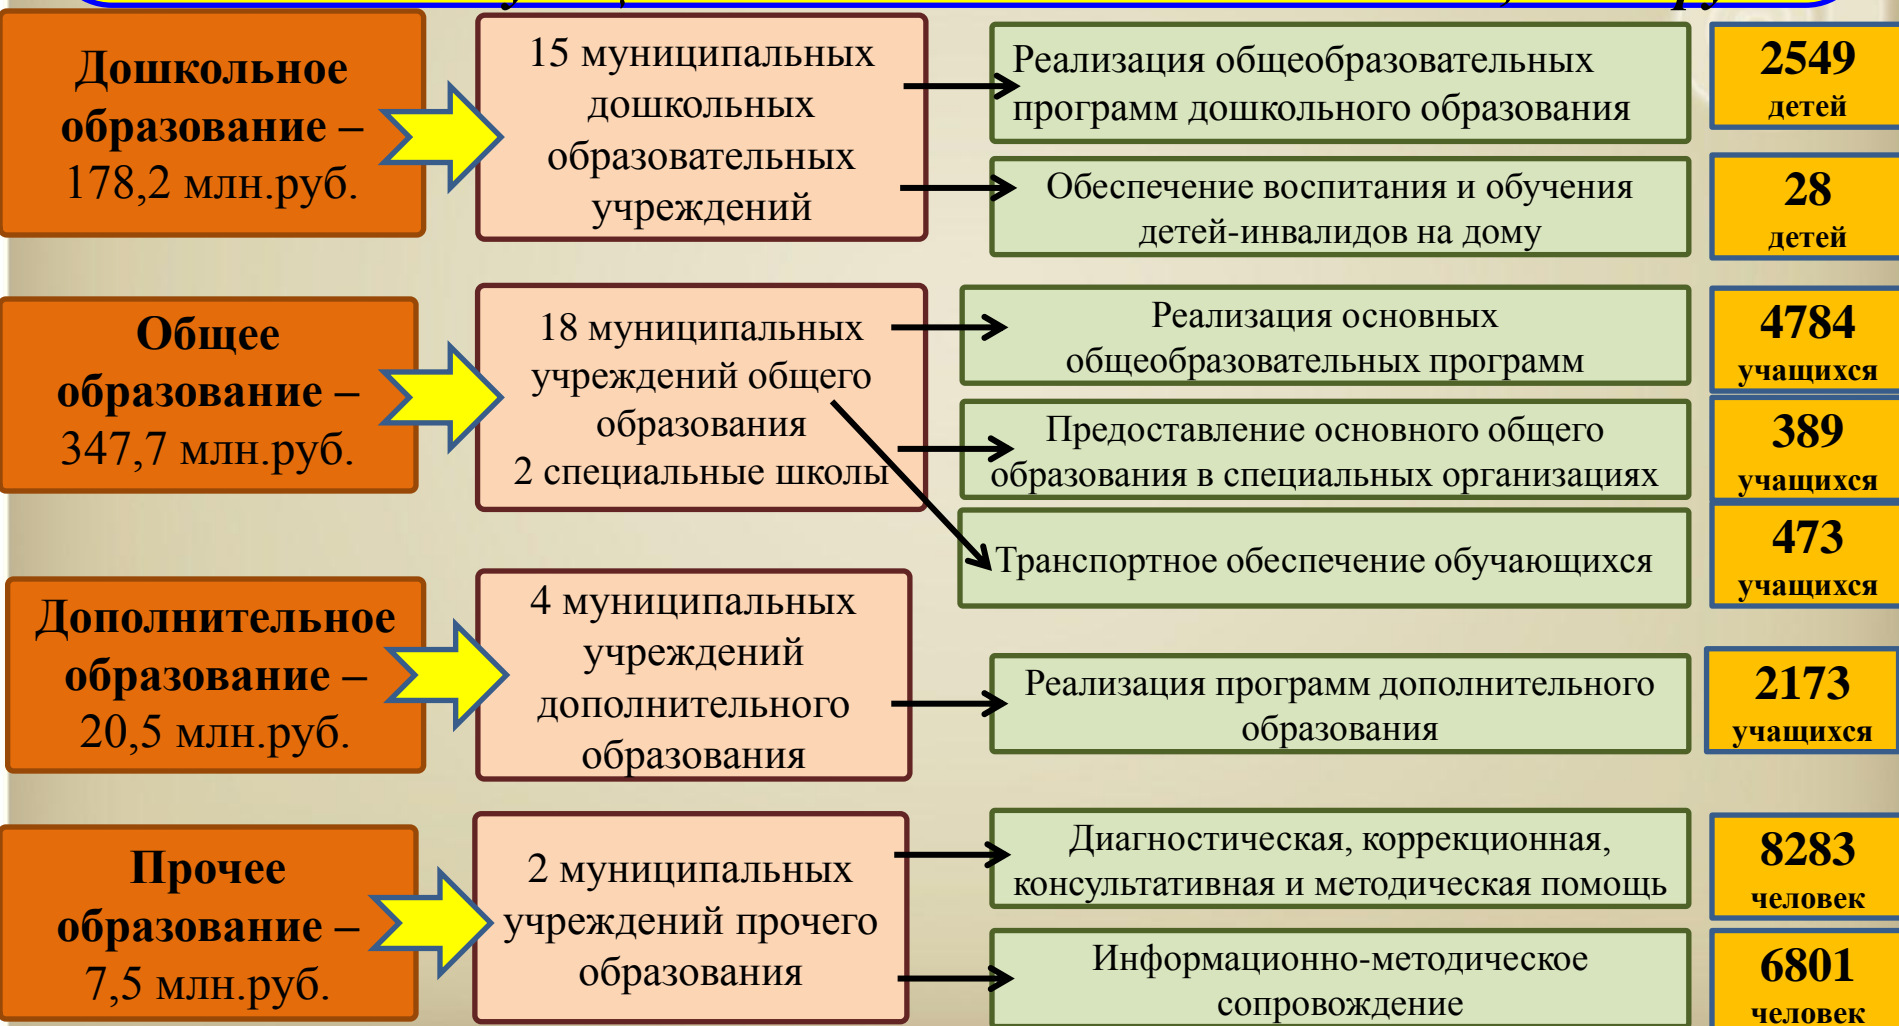 Дошкольное
образование –
178,2 млн.руб.
15 муниципальных
дошкольных
образовательных
учреждений
Реализация общеобразовательных
программ дошкольного образования
2549
детей
Обеспечение воспитания и обучения
детей-инвалидов на дому
28
детей
Общее
образование –
347,7 млн.руб.
18 муниципальных
учреждений общего
образования
2 специальные школы
Реализация основных
общеобразовательных программ
4784
учащихся
Предоставление основного общего
образования в специальных организациях
389
учащихся
Транспортное обеспечение обучающихся
473
учащихся
Дополнительное
образование –
20,5 млн.руб.
4 муниципальных
учреждений
дополнительного
образования
Реализация программ дополнительного
образования
2173
учащихся
Прочее
образование –
7,5 млн.руб.
2 муниципальных
учреждений прочего
образования
Диагностическая, коррекционная,
консультативная и методическая помощь
8283
человек
Информационно-методическое
сопровождение
6801
человек